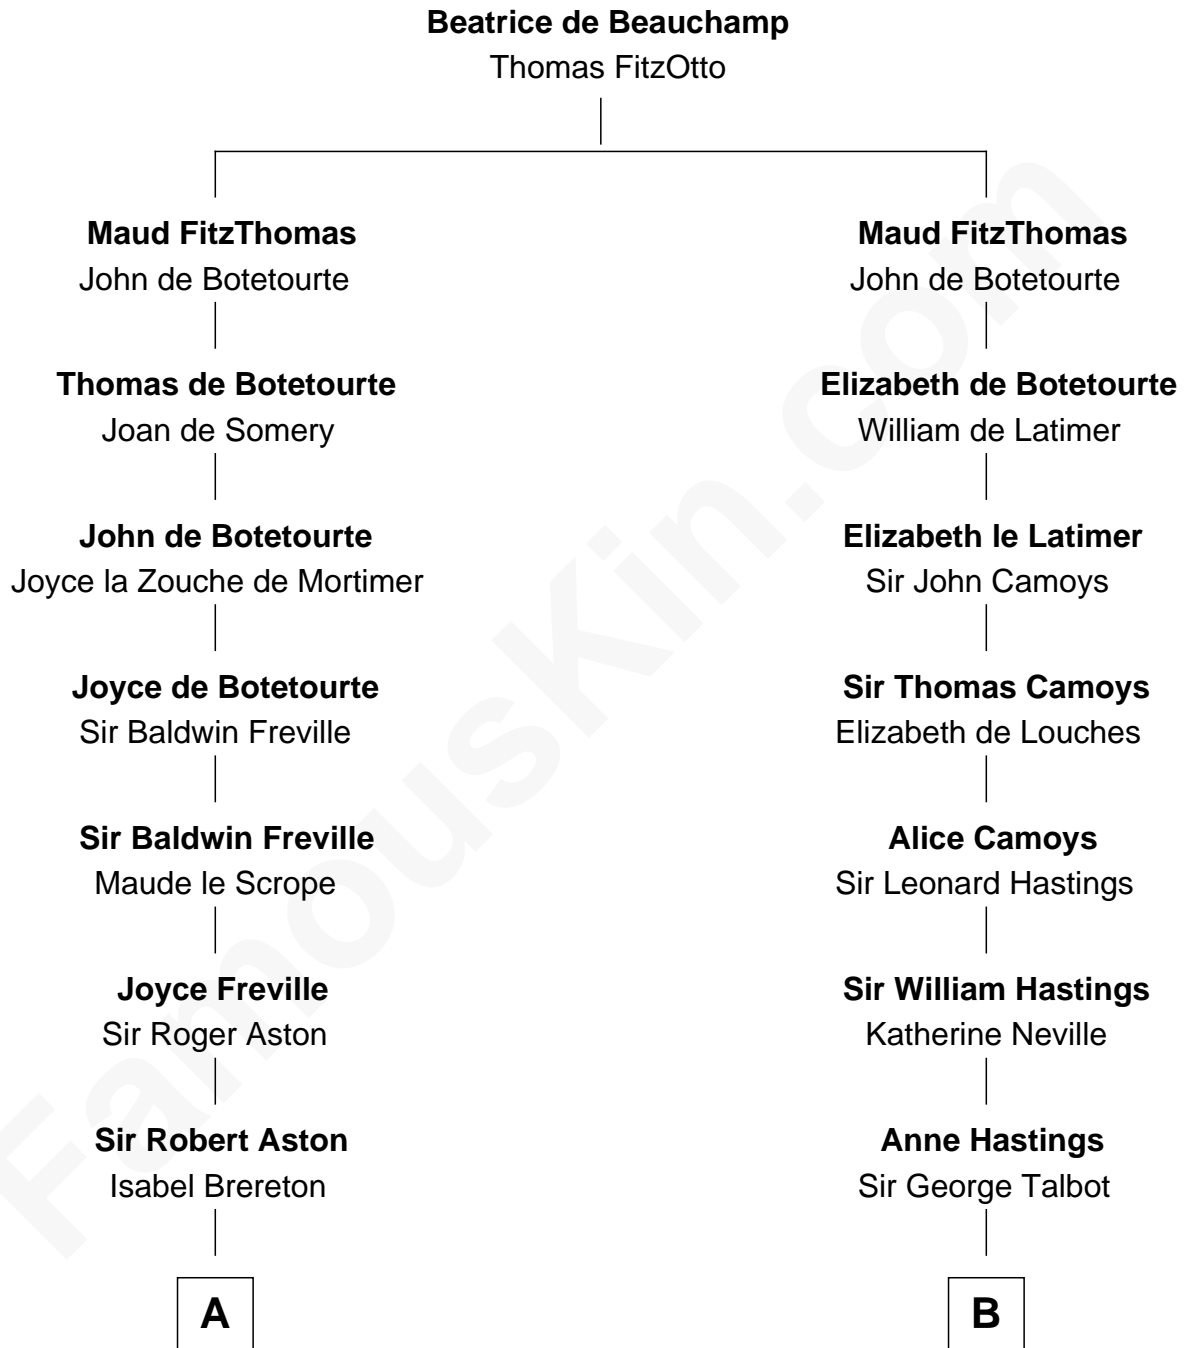 Beatrice de Beauchamp
Thomas FitzOtto
Maud FitzThomas
John de Botetourte
Thomas de Botetourte
Joan de Somery
John de Botetourte
Joyce la Zouche de Mortimer
Joyce de Botetourte
Sir Baldwin Freville
Sir Baldwin Freville
Maude le Scrope
Joyce Freville
Sir Roger Aston
Sir Robert Aston
Isabel Brereton
A
Maud FitzThomas
John de Botetourte
Elizabeth de Botetourte
William de Latimer
Elizabeth le Latimer
Sir John Camoys
Sir Thomas Camoys
Elizabeth de Louches
Alice Camoys
Sir Leonard Hastings
Sir William Hastings
Katherine Neville
Anne Hastings
Sir George Talbot
B
FamousKin.com